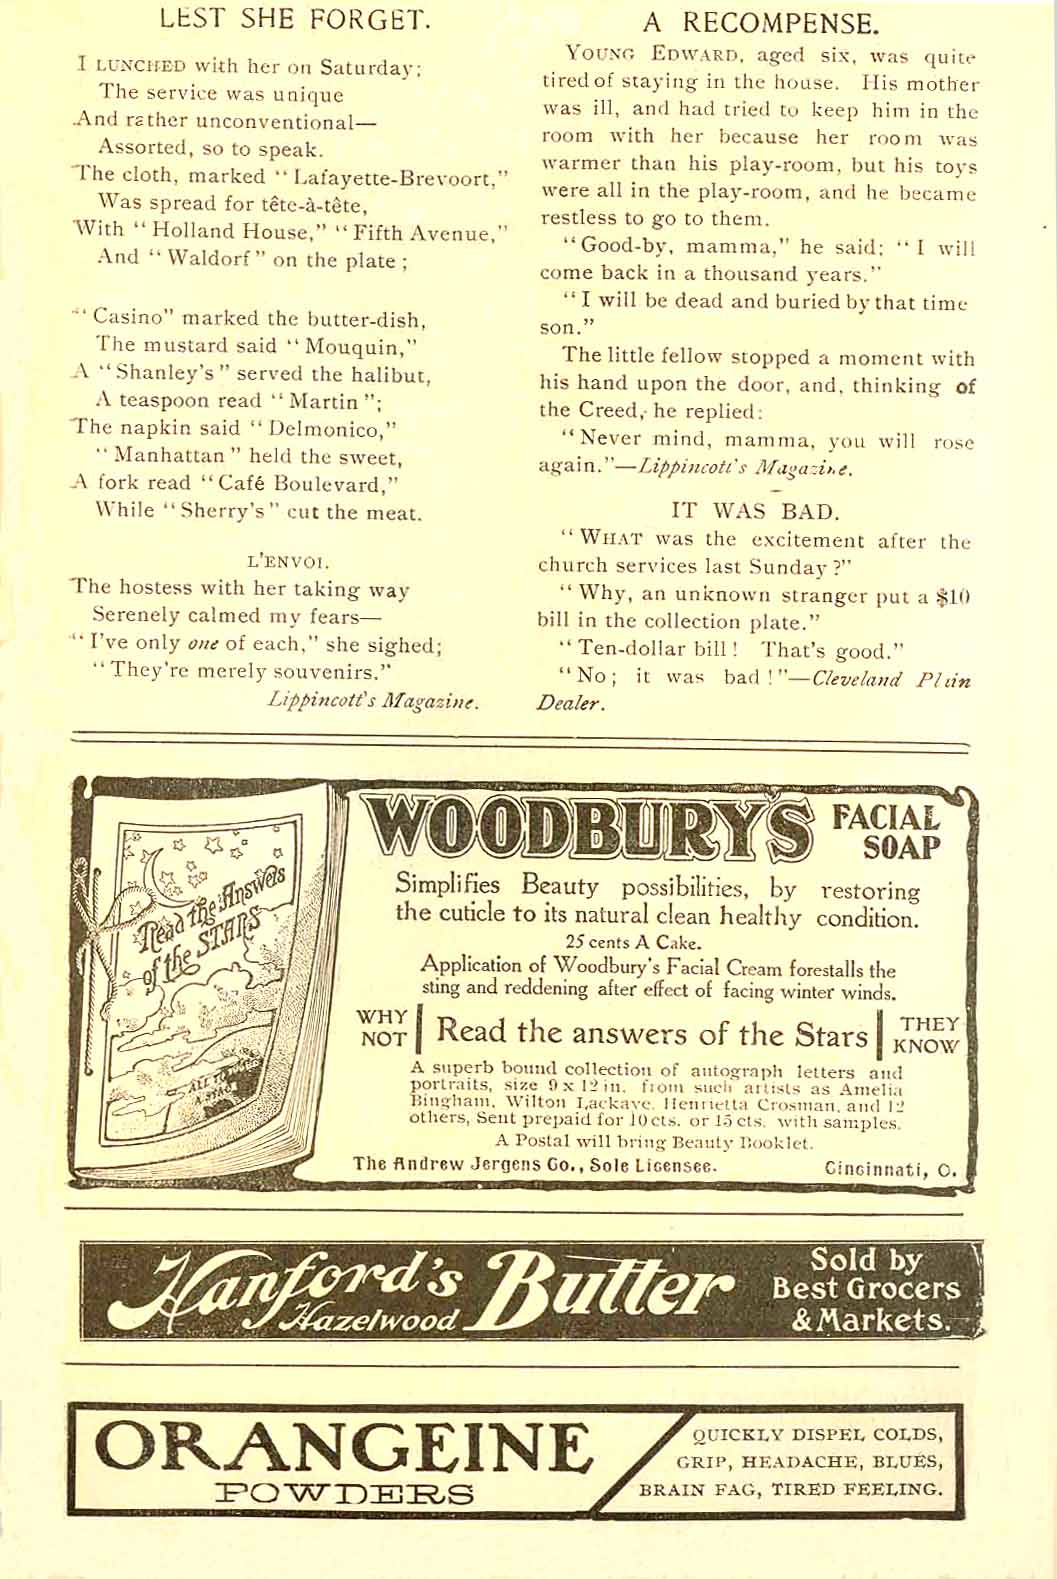 LEST SHE FORGET.
I LUNCHED with her on Saturday;
The service was unique
And rather unconventional—
Assorted, so to speak.
The cloth, marked "Lafayette-Brevoort,"
Was spread for tête-à-tête,
With "Holland House," "Fifth Avenue,"
And "Waldorf" on the plate;
"Casino" marked the butter-dish,
The mustard said "Mouquin,"
A "Shanley's" served the halibut,
A teaspoon read "Martin";
The napkin said "Delmonico,"
"Manhattan" held the sweet,
A fork read "Café Boulevard,"
While "Sherry's" cut the meat.
L'ENVOI.
The hostess with her taking way
Serenely calmed my fears—
"I've only one of each," she sighed;
"They're merely souvenirs."
Lippincott's Magazine.
A RECOMPENSE.
YOUNG EDWARD, aged six, was quite
tired of staying in the house. His mother
was ill, and had tried to keep him in the
room with her because her room was
warmer than his play-room, but his toys
were all in the play-room, and he became
restless to go to them.
"Good-by, mamma," he said; "I will
come back in a thousand years."
"I will be dead and buried by that time
son."
The little fellow stopped a moment with
his hand upon the door, and, thinking of
the Creed, he replied:
"Never mind, mamma, you will rose
again."—Lippincott's Magazine.
IT WAS BAD.
"WHAT was the excitement after the
church services last Sunday?"
"Why, an unknown stranger put a $10
bill in the collection plate."
"Ten-dollar bill! That's good."
"No; it was bad!"—Cleveland Plain
Dealer.
Read the Answers
of the STARS
ALL THE WORLD'S
A STAGE
WOODBURY'S FACIAL
SOAP
Simplifies Beauty possibilities, by restoring
the cuticle to its natural clean healthy condition.
25 cents A Cake.
Application of Woodbury's Facial Cream forestalls the
sting and reddening after effect of facing winter winds.
WHY
NOT
Read the answers of the Stars
THEY
KNOW
A superb bound collection of autograph letters and
portraits, size 9 x 12 in. from such artists as Amelia
Bingham, Wilton Lackaye, Henrietta Crosman, and 12
others, Sent prepaid for 10 cts. or 15 cts. with samples.
A Postal will bring Beauty Booklet.
The Andrew Jergens Co., Sole Licensee. Cincinnati, O.
Hanford's Butter
Hazelwood
Sold by
Best Grocers
& Markets.
ORANGEINE
POWDERS
QUICKLY DISPEL COLDS,
GRIP, HEADACHE, BLUES,
BRAIN FAG, TIRED FEELING.